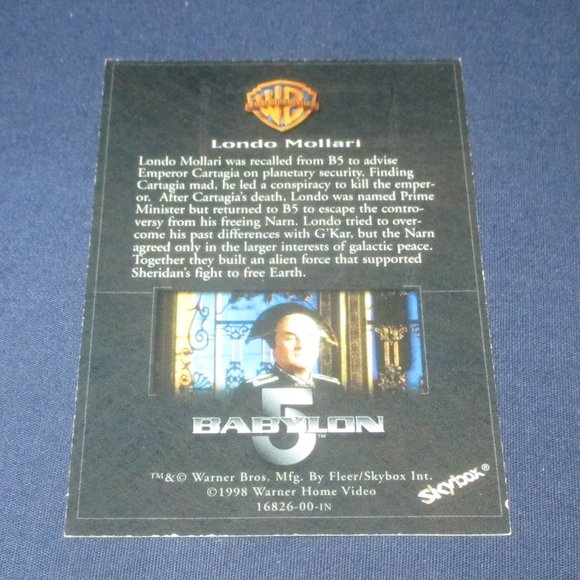 WB
Londo Mollari
Londo Mollari was recalled from B5 to advise
Emperor Cartagia on planetary security. Finding
Cartagia mad, he led a conspiracy to kill the emper-
or.  After Cartagia's death, Londo was named Prime
Minister but returned to B5 to escape the contro-
versy from his freeing Narn. Londo tried to over-
come his past differences with G'Kar, but the Narn
agreed only in the larger interests of galactic peace.
Together they built an alien force that supported
Sheridan's fight to free Earth.
BABYLON
5™
™&© Warner Bros. Mfg. By Fleer/Skybox Int.
©1998 Warner Home Video
16826-00-IN
Skybox®